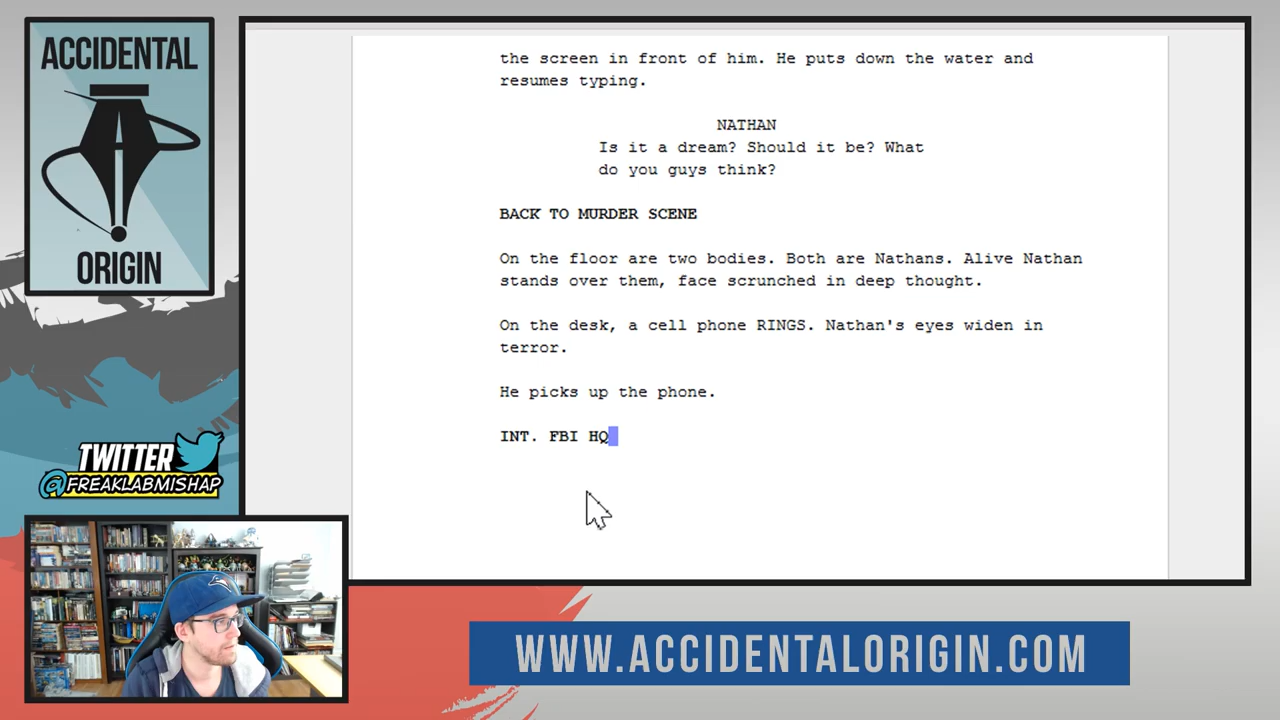 ACCIDENTAL
ORIGIN
TWITTER
@FREAKLABMISHAP
the screen in front of him. He puts down the water and
resumes typing.
NATHAN
Is it a dream? Should it be? What
do you guys think?
BACK TO MURDER SCENE
On the floor are two bodies. Both are Nathans. Alive Nathan
stands over them, face scrunched in deep thought.
On the desk, a cell phone RINGS. Nathan's eyes widen in
terror.
He picks up the phone.
INT. FBI HQ
WWW.ACCIDENTALORIGIN.COM